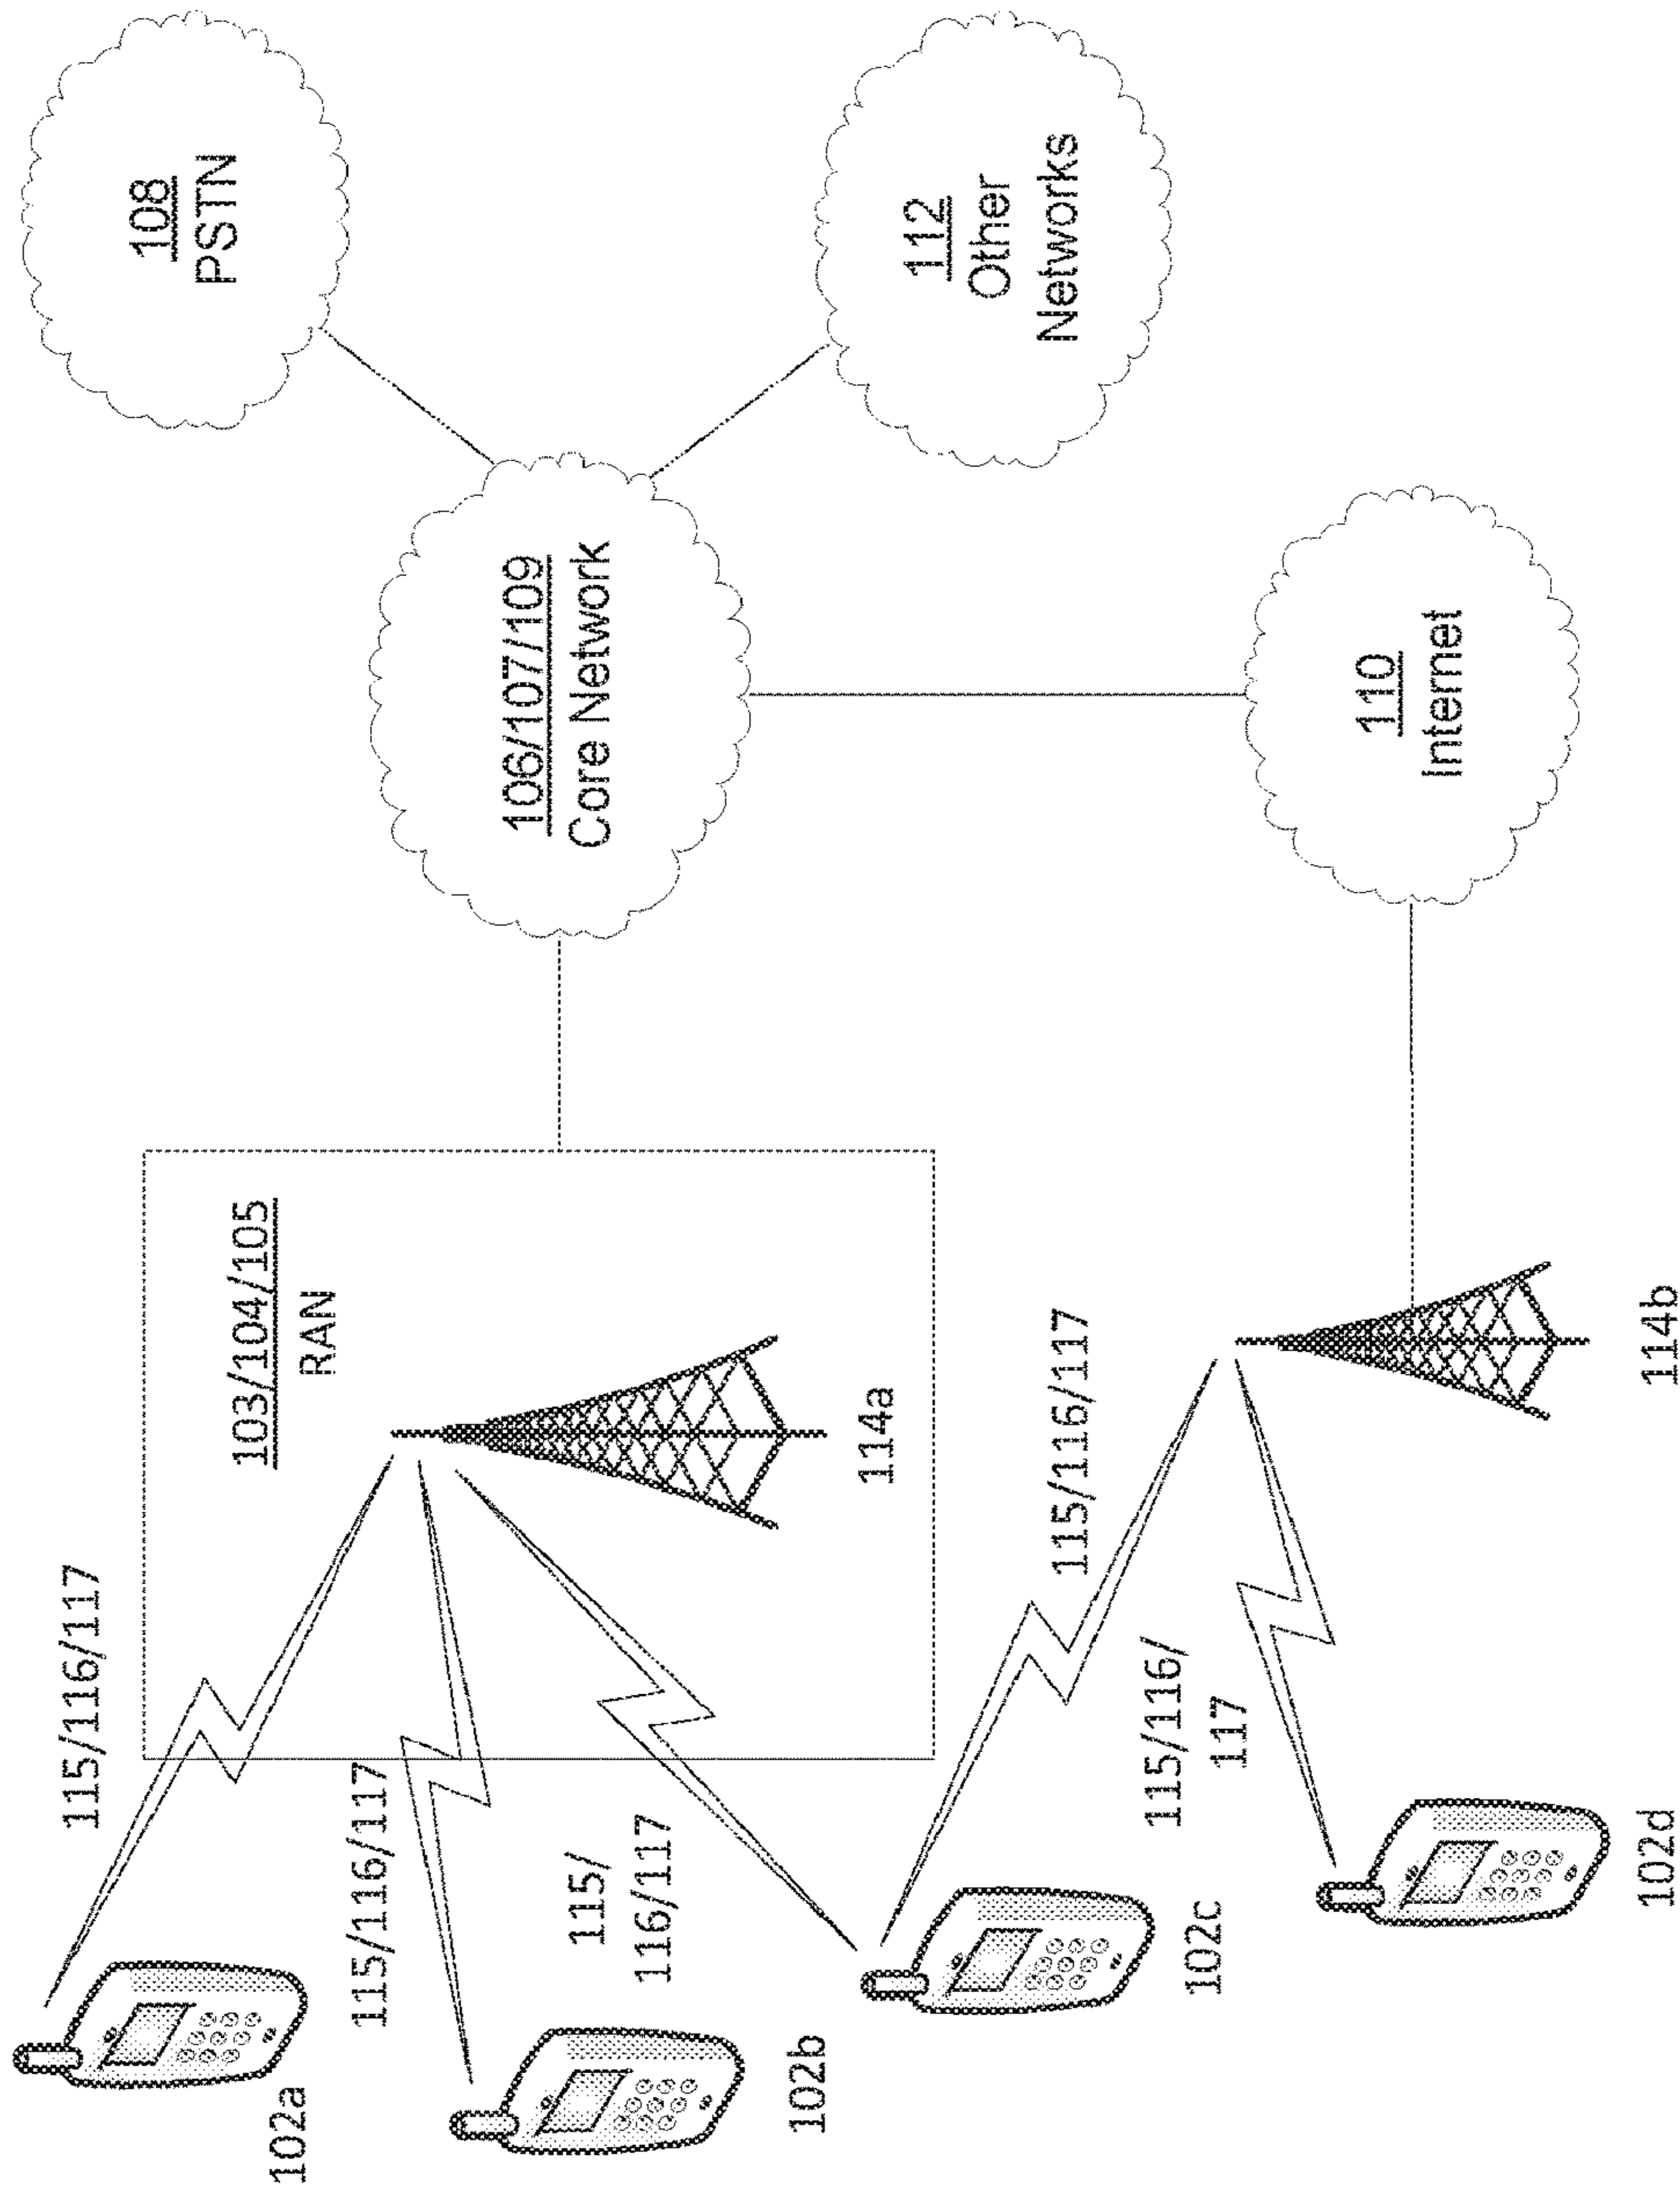 102a
115/116/117
103/104/105
RAN
108
PSTN
102b
115/116/117
115/
116/117
114a
106/107/109
Core Network
112
Other
Networks
102c
115/116/117
115/116/
117
102d
114b
110
Internet